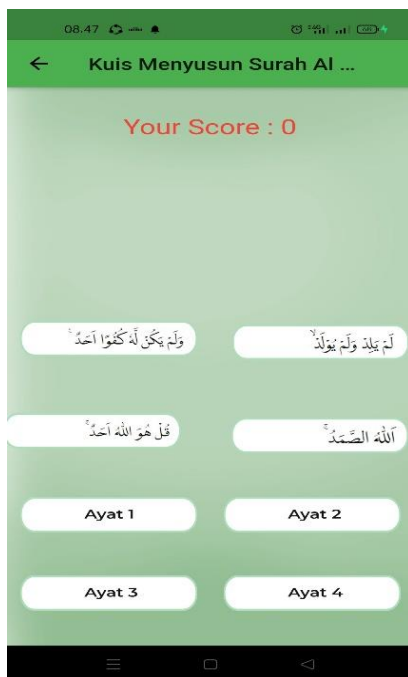 08.47
Kuis Menyusun Surah Al ...
Your Score : 0
وَلَمْ يَكُنْ لَّهٗ كُفُوًا اَحَدٌ ࣖ
لَمْ يَلِدْ وَلَمْ يُوْلَدْۙ
قُلْ هُوَ اللّٰهُ اَحَدٌۚ
اَللّٰهُ الصَّمَدُۚ
Ayat 1
Ayat 2
Ayat 3
Ayat 4